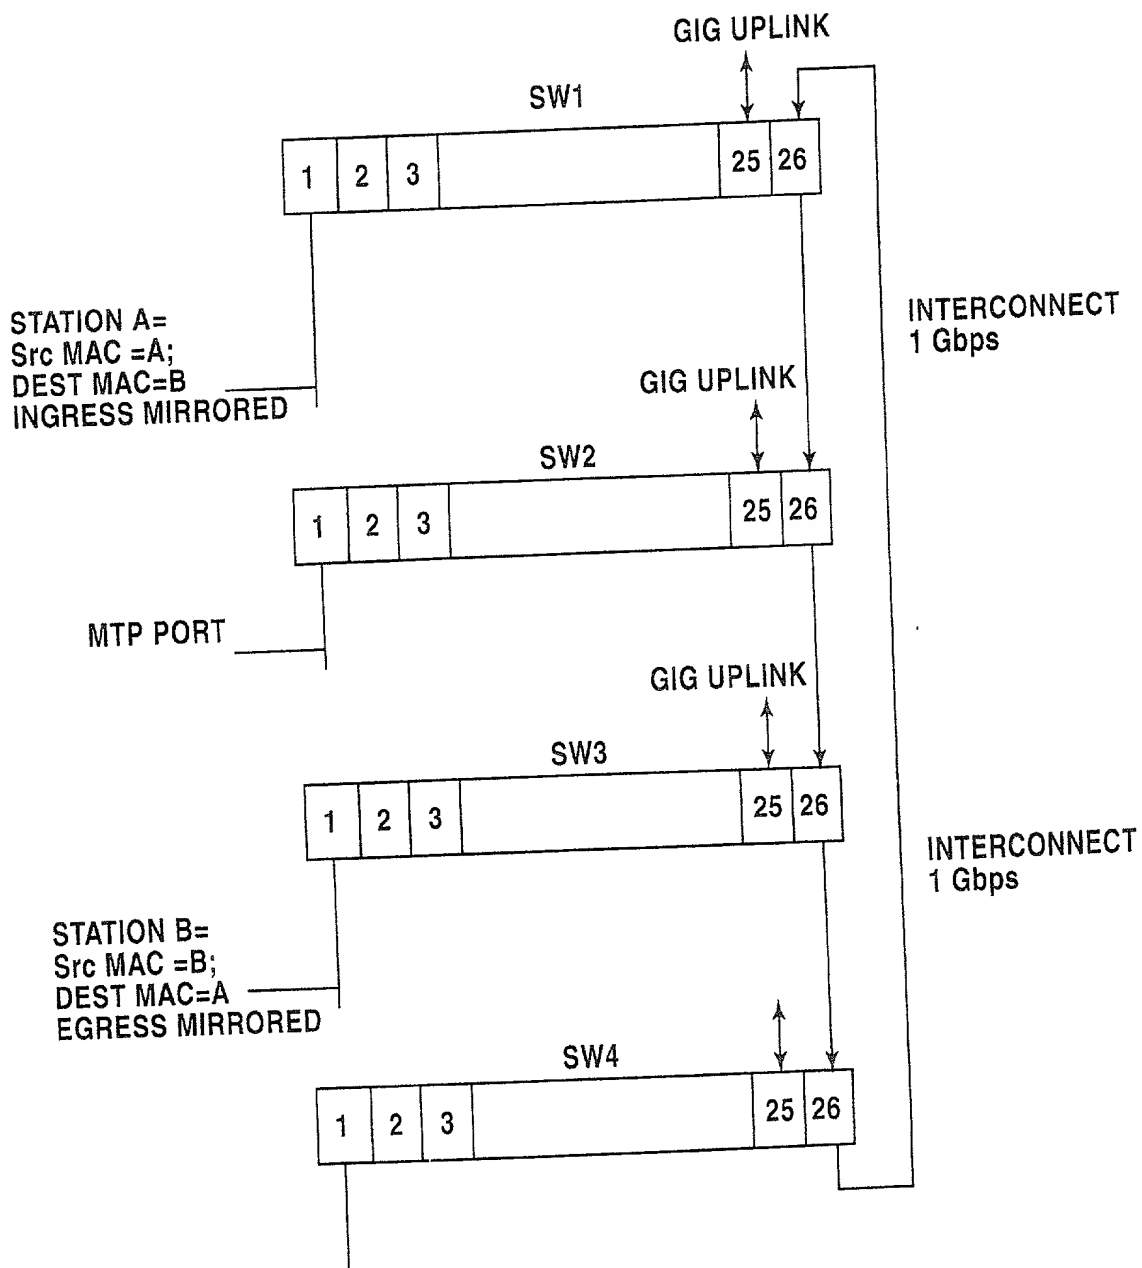 GIG UPLINK
SW1
1 2 3 25 26
STATION A=
Src MAC =A;
DEST MAC=B
INGRESS MIRRORED
INTERCONNECT
1 Gbps
GIG UPLINK
SW2
1 2 3 25 26
MTP PORT
GIG UPLINK
SW3
1 2 3 25 26
INTERCONNECT
1 Gbps
STATION B=
Src MAC =B;
DEST MAC=A
EGRESS MIRRORED
SW4
1 2 3 25 26